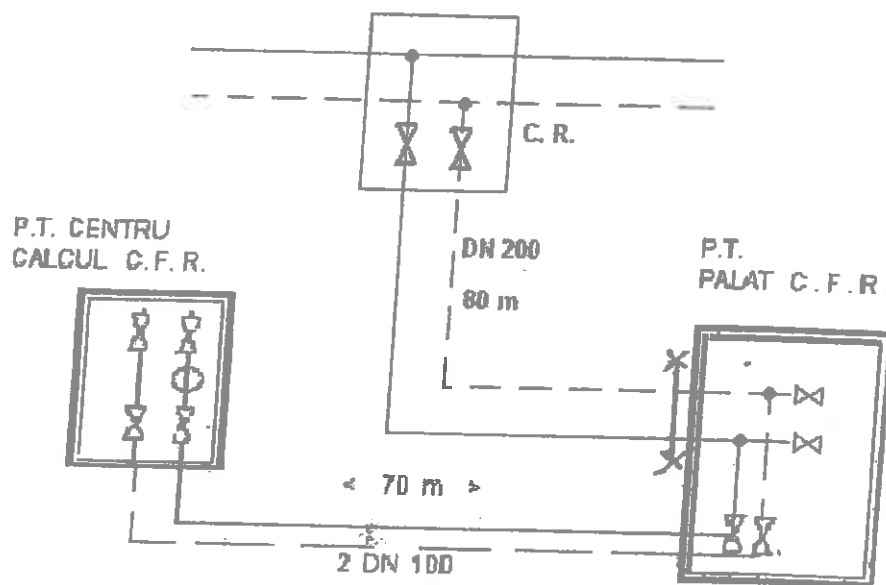 C. R.
P.T. CENTRU
CALCUL C.F.R.
DN 200
80 m
P.T.
PALAT C.F.R
< 70 m >
2 DN 100